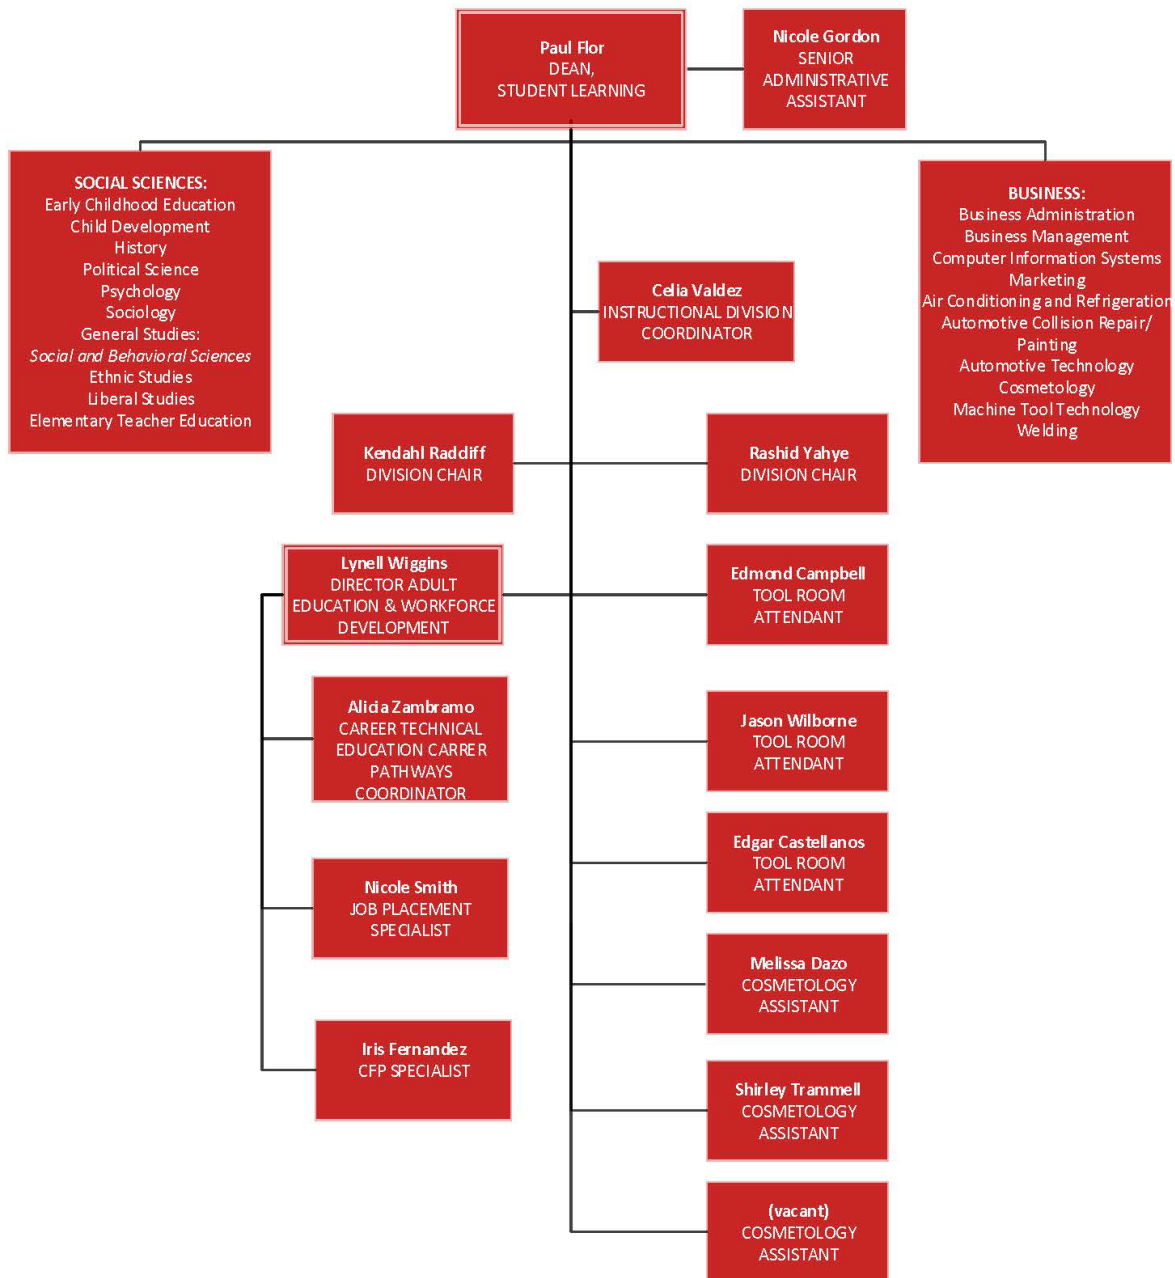 Paul Flor
DEAN,
STUDENT LEARNING
Nicole Gordon
SENIOR
ADMINISTRATIVE
ASSISTANT
SOCIAL SCIENCES:
Early Childhood Education
Child Development
History
Political Science
Psychology
Sociology
General Studies:
Social and Behavioral Sciences
Ethnic Studies
Liberal Studies
Elementary Teacher Education
BUSINESS:
Business Administration
Business Management
Computer Information Systems
Marketing
Air Conditioning and Refrigeration
Automotive Collision Repair/
Painting
Automotive Technology
Cosmetology
Machine Tool Technology
Welding
Celia Valdez
INSTRUCTIONAL DIVISION
COORDINATOR
Kendahl Radcliff
DIVISION CHAIR
Rashid Yahye
DIVISION CHAIR
Lynell Wiggins
DIRECTOR ADULT
EDUCATION & WORKFORCE
DEVELOPMENT
Edmond Campbell
TOOL ROOM
ATTENDANT
Alicia Zambramo
CAREER TECHNICAL
EDUCATION CARRER
PATHWAYS
COORDINATOR
Jason Wilborne
TOOL ROOM
ATTENDANT
Edgar Castellanos
TOOL ROOM
ATTENDANT
Nicole Smith
JOB PLACEMENT
SPECIALIST
Melissa Dazo
COSMETOLOGY
ASSISTANT
Iris Fernandez
CFP SPECIALIST
Shirley Trammell
COSMETOLOGY
ASSISTANT
(vacant)
COSMETOLOGY
ASSISTANT